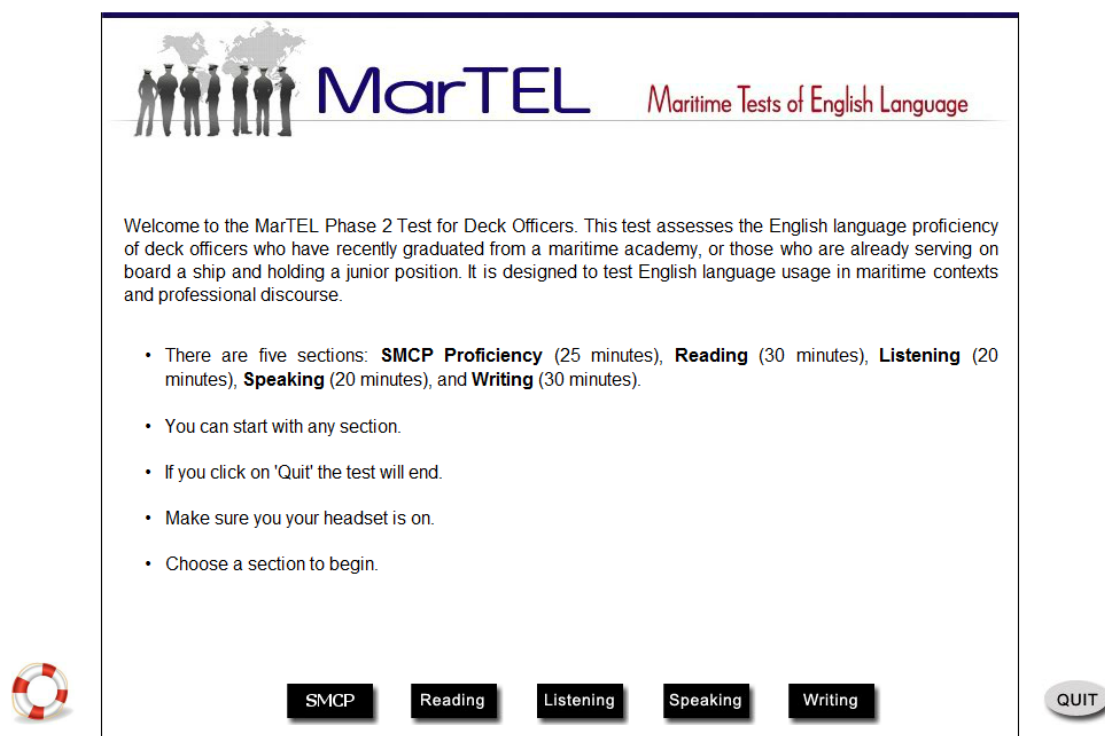 MarTEL Maritime Tests of English Language
Welcome to the MarTEL Phase 2 Test for Deck Officers. This test assesses the English language proficiency
of deck officers who have recently graduated from a maritime academy, or those who are already serving on
board a ship and holding a junior position. It is designed to test English language usage in maritime contexts
and professional discourse.
• There are five sections: SMCP Proficiency (25 minutes), Reading (30 minutes), Listening (20
minutes), Speaking (20 minutes), and Writing (30 minutes).
• You can start with any section.
• If you click on 'Quit' the test will end.
• Make sure you your headset is on.
• Choose a section to begin.
SMCP Reading Listening Speaking Writing QUIT